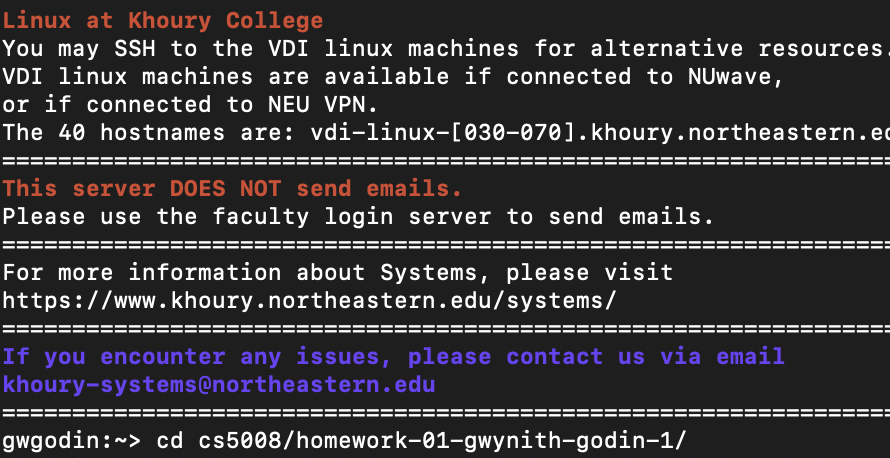 Linux at Khoury College
You may SSH to the VDI linux machines for alternative resources.
VDI linux machines are available if connected to NUwave,
or if connected to NEU VPN.
The 40 hostnames are: vdi-linux-[030-070].khoury.northeastern.ed
================================================================
This server DOES NOT send emails.
Please use the faculty login server to send emails.
================================================================
For more information about Systems, please visit
https://www.khoury.northeastern.edu/systems/
================================================================
If you encounter any issues, please contact us via email
khoury-systems@northeastern.edu
================================================================
gwgodin:~> cd cs5008/homework-01-gwynith-godin-1/